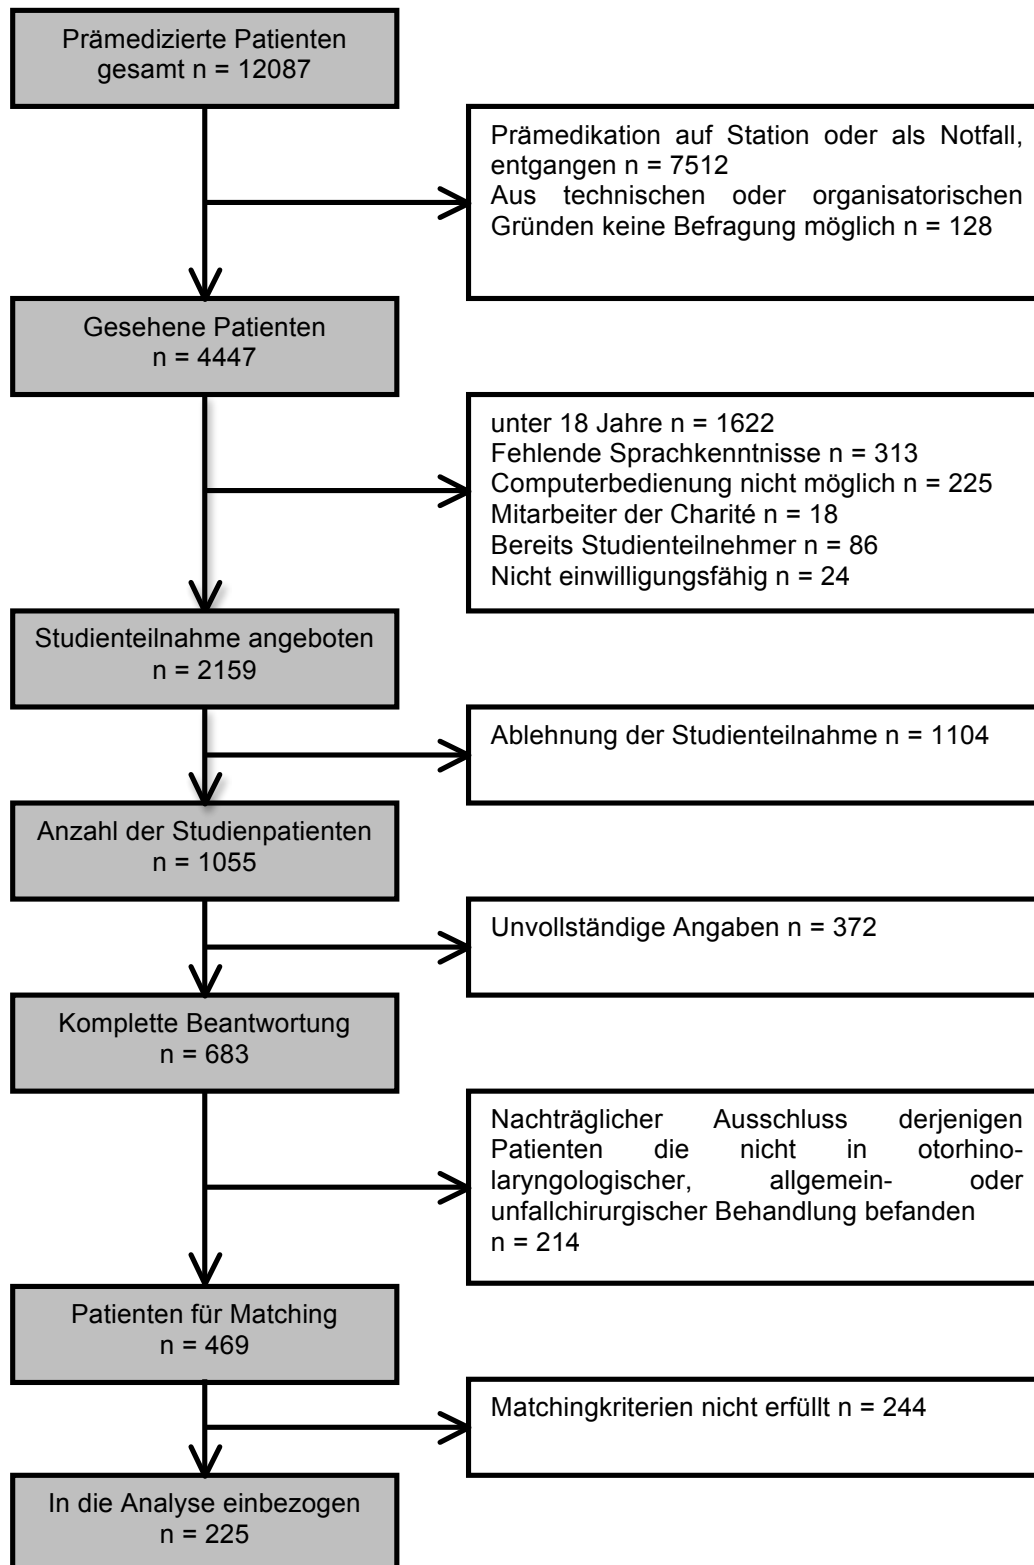 Prämedizierte Patienten
gesamt n = 12087
Prämedikation auf Station oder als Notfall,
entgangen n = 7512
Aus technischen oder organisatorischen
Gründen keine Befragung möglich n = 128
Gesehene Patienten
n = 4447
unter 18 Jahre n = 1622
Fehlende Sprachkenntnisse n = 313
Computerbedienung nicht möglich n = 225
Mitarbeiter der Charité n = 18
Bereits Studienteilnehmer n = 86
Nicht einwilligungsfähig n = 24
Studienteilnahme angeboten
n = 2159
Ablehnung der Studienteilnahme n = 1104
Anzahl der Studienpatienten
n = 1055
Unvollständige Angaben n = 372
Komplette Beantwortung
n = 683
Nachträglicher Ausschluss derjenigen
Patienten die nicht in otorhino-
laryngologischer, allgemein- oder
unfallchirurgischer Behandlung befanden
n = 214
Patienten für Matching
n = 469
Matchingkriterien nicht erfüllt n = 244
In die Analyse einbezogen
n = 225